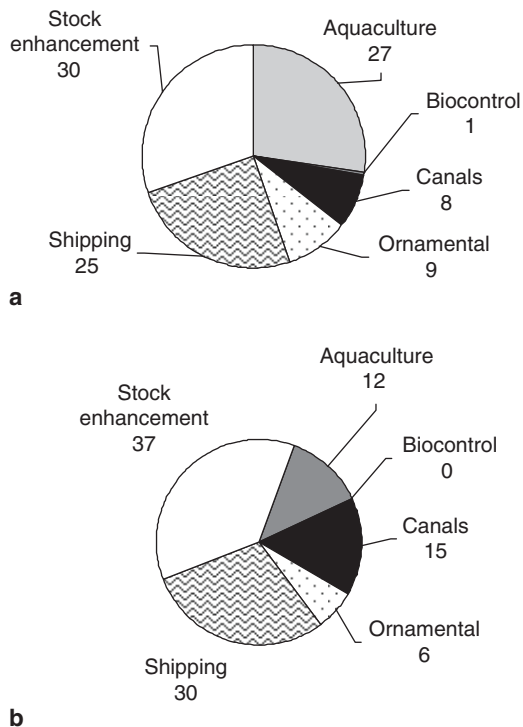 Stock
enhancement
30
Aquaculture
27
Biocontrol
1
Canals
8
Ornamental
9
Shipping
25
a
Stock
enhancement
37
Aquaculture
12
Biocontrol
0
Canals
15
Ornamental
6
Shipping
30
b